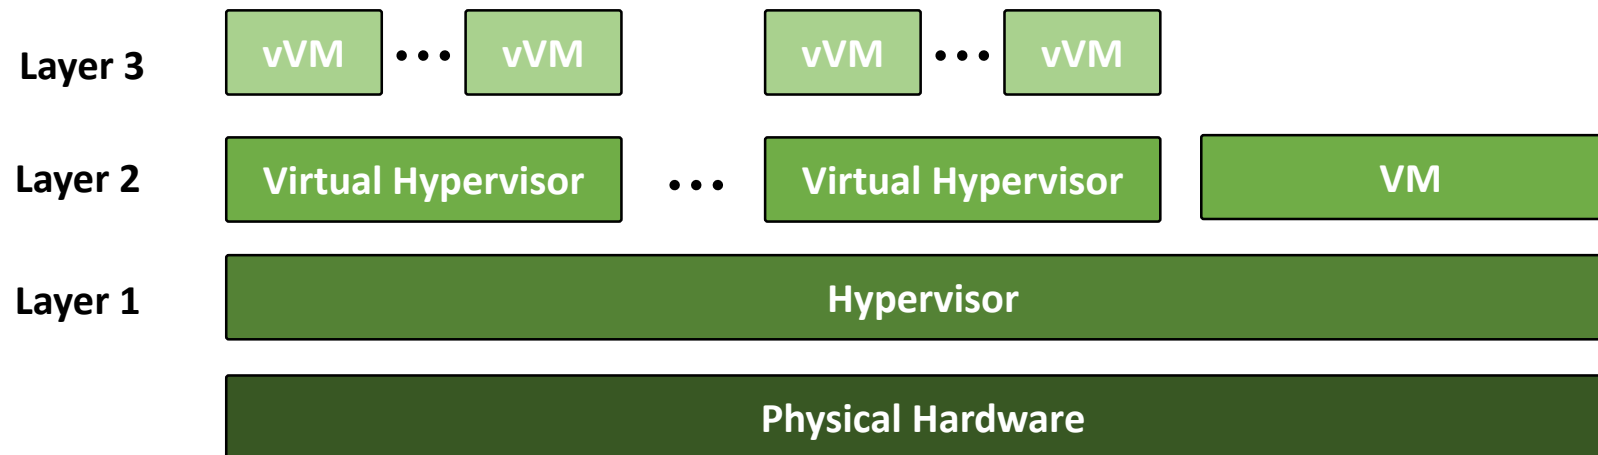 Layer 3 vVM ••• vVM vVM ••• vVM
Layer 2 Virtual Hypervisor ••• Virtual Hypervisor VM
Layer 1 Hypervisor
Physical Hardware